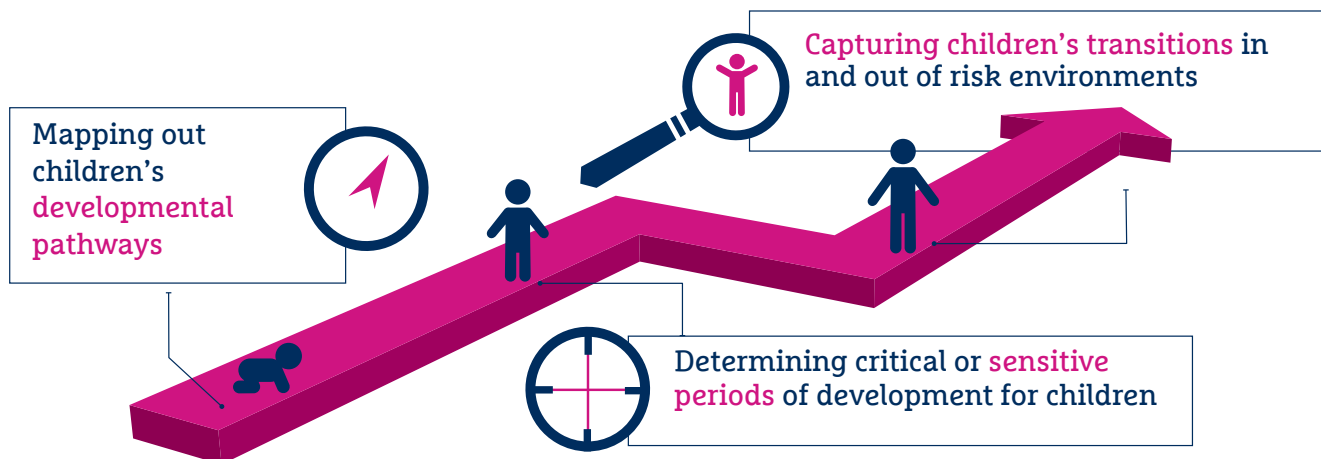 Mapping out
children’s
developmental
pathways
Capturing children’s transitions in
and out of risk environments
Determining critical or sensitive
periods of development for children